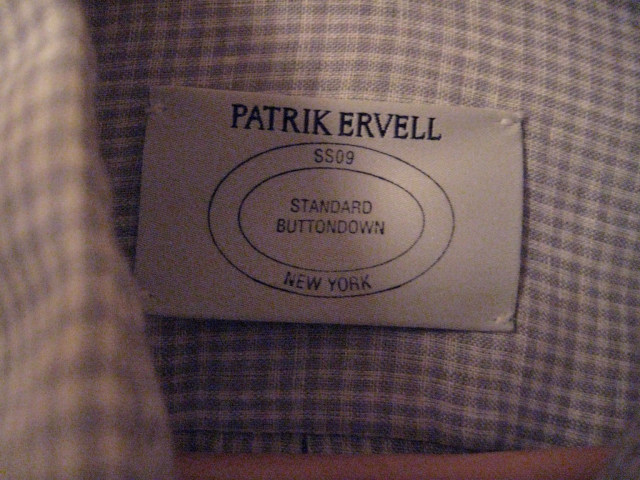 PATRIK ERVELL
SS09
STANDARD
BUTTONDOWN
NEW YORK